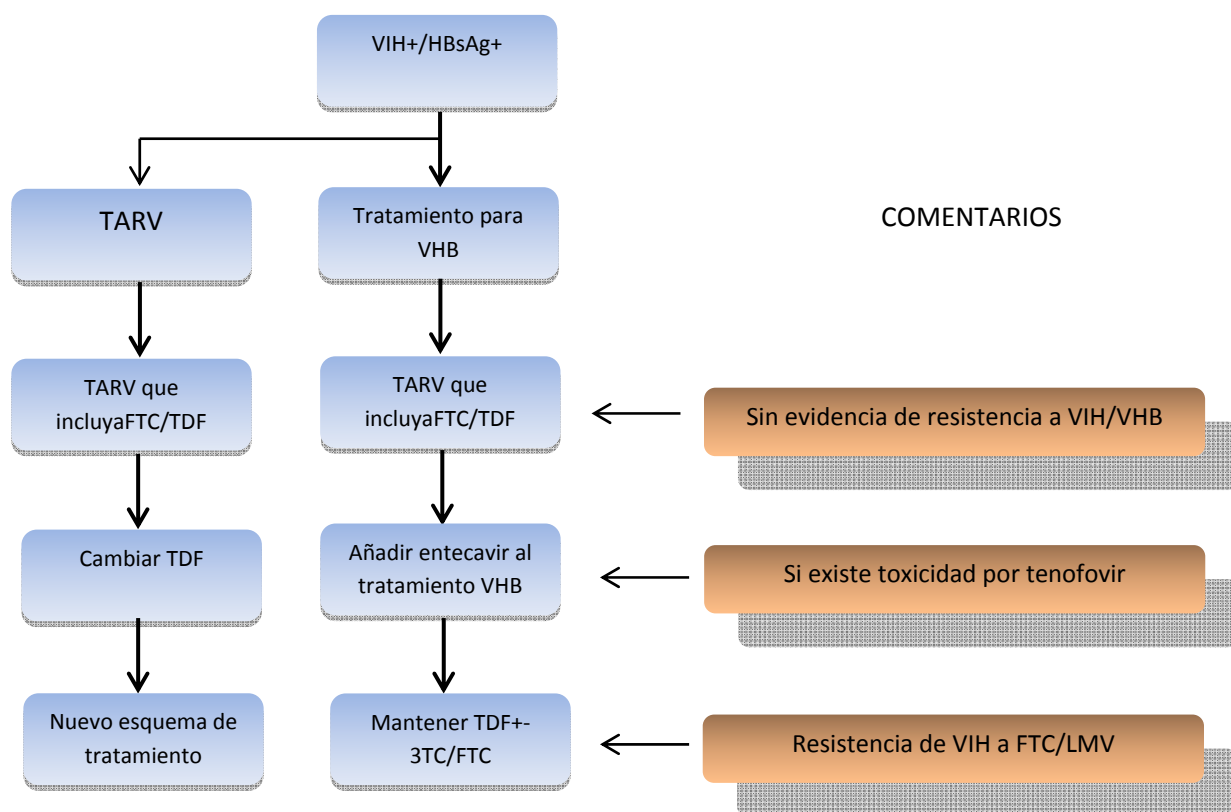 VIH+/HBsAg+
TARV
Tratamiento para
VHB
COMENTARIOS
TARV que
incluyaFTC/TDF
TARV que
incluyaFTC/TDF
Sin evidencia de resistencia a VIH/VHB
Cambiar TDF
Añadir entecavir al
tratamiento VHB
Si existe toxicidad por tenofovir
Nuevo esquema de
tratamiento
Mantener TDF+-
3TC/FTC
Resistencia de VIH a FTC/LMV